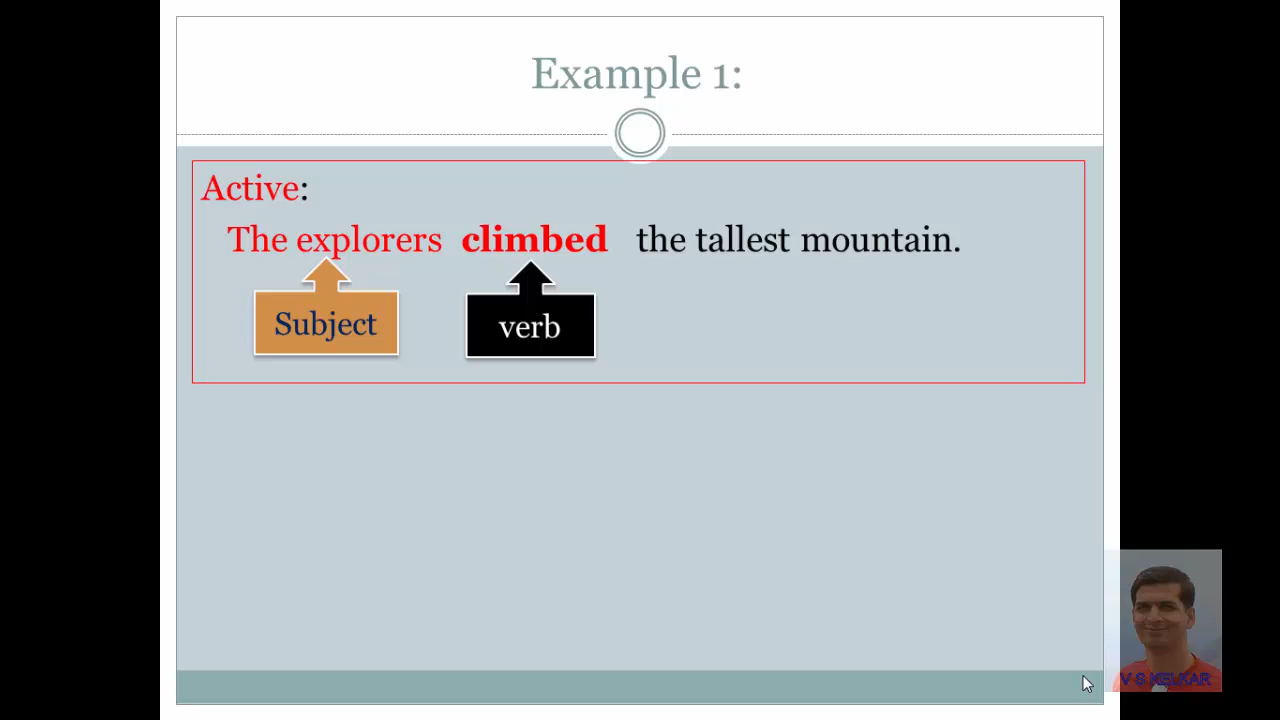 Example 1:
Active:
The explorers climbed the tallest mountain.
Subject
verb
V S KELKAR